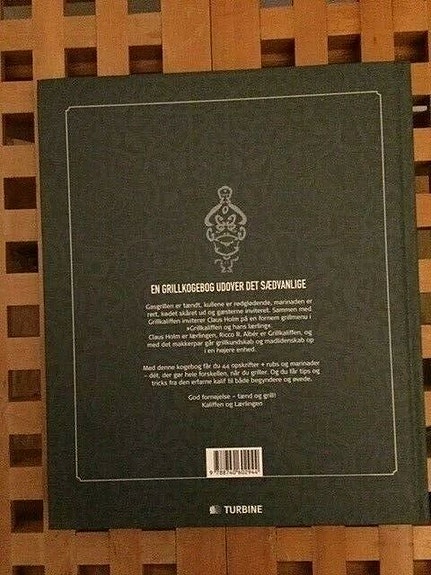 EN GRILLKOGEBOG UDOVER DET SÆDVANLIGE
Gasgrillen er tændt, kullene er rødglødende, marinaden er
rørt, kødet skåret ud og gæsterne inviteret. Sammen med
Grillkaliffen inviterer Claus Holm på en fornem grillmenu i
»Grillkaliffen og hans lærling«.
Claus Holm er lærlingen, Ricco R. Albér er Grillkaliffen, og
med det makkerpar går grillkundskab og madlidenskab op
i en højere enhed.
Med denne kogebog får du 44 opskrifter + rubs og marinader
– dét, der gør hele forskellen, når du griller. Og du får tips og
tricks fra den erfarne kalif til både begyndere og øvede.
God fornøjelse – tænd og grill!
Kaliffen og Lærlingen
9 788740 602944
TURBINE